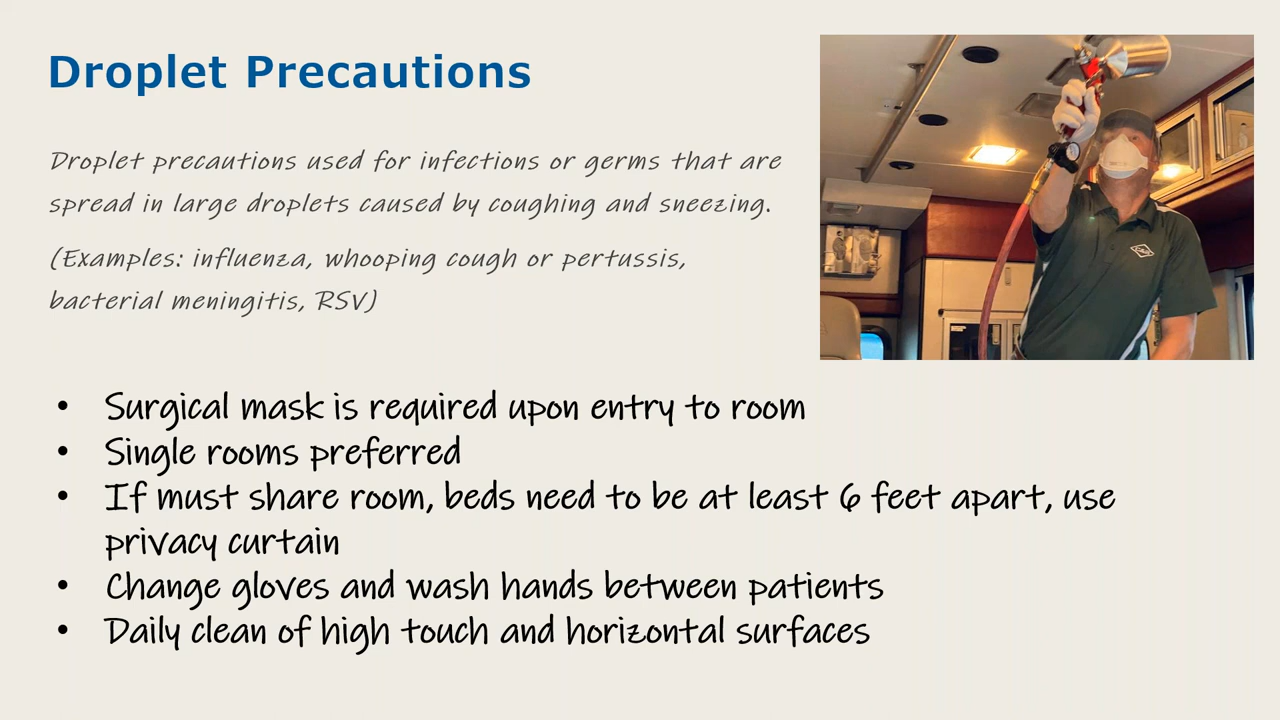 Droplet Precautions
Droplet precautions used for infections or germs that are
spread in large droplets caused by coughing and sneezing.
(Examples: influenza, whooping cough or pertussis,
bacterial meningitis, RSV)
• Surgical mask is required upon entry to room
• Single rooms preferred
• If must share room, beds need to be at least 6 feet apart, use
privacy curtain
• Change gloves and wash hands between patients
• Daily clean of high touch and horizontal surfaces